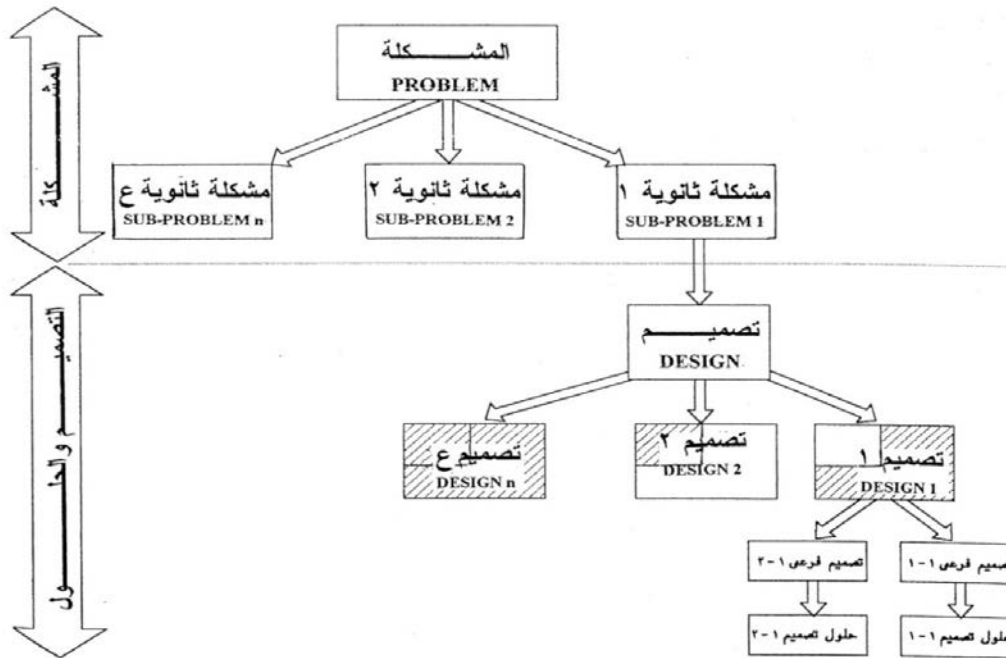 المشكلة
المشكلة
PROBLEM
مشكلة ثانوية ١
SUB-PROBLEM 1
مشكلة ثانوية ٢
SUB-PROBLEM 2
مشكلة ثانوية ع
SUB-PROBLEM n
التصميم والحلول
تصميم
DESIGN
تصميم ١
DESIGN 1
تصميم ٢
DESIGN 2
تصميم ع
DESIGN n
تصميم فرعى ١-١
تصميم فرعى ١-٢
حلول تصميم ١-١
حلول تصميم ١-٢